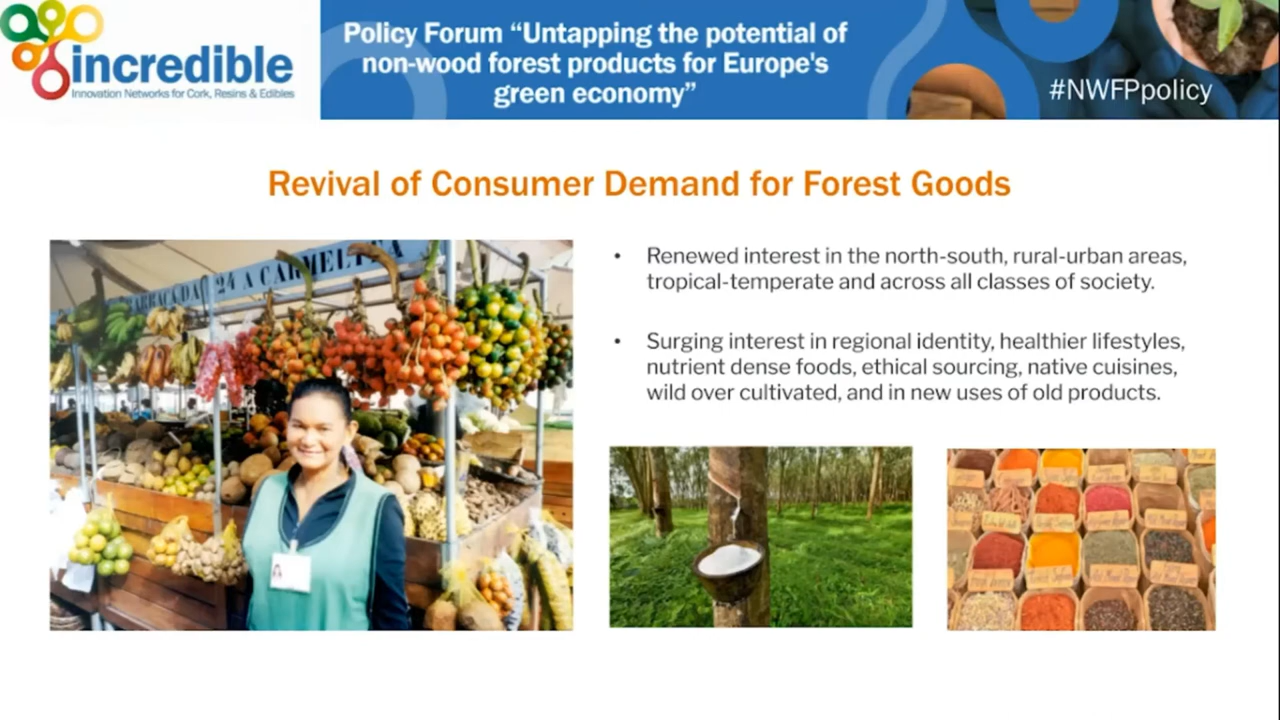 incredible
Innovation Networks for Cork, Resins & Edibles
Policy Forum “Untapping the potential of
non-wood forest products for Europe's
green economy”
#NWFPpolicy
Revival of Consumer Demand for Forest Goods
• Renewed interest in the north-south, rural-urban areas,
tropical-temperate and across all classes of society.
• Surging interest in regional identity, healthier lifestyles,
nutrient dense foods, ethical sourcing, native cuisines,
wild over cultivated, and in new uses of old products.
24 A CARMELITA